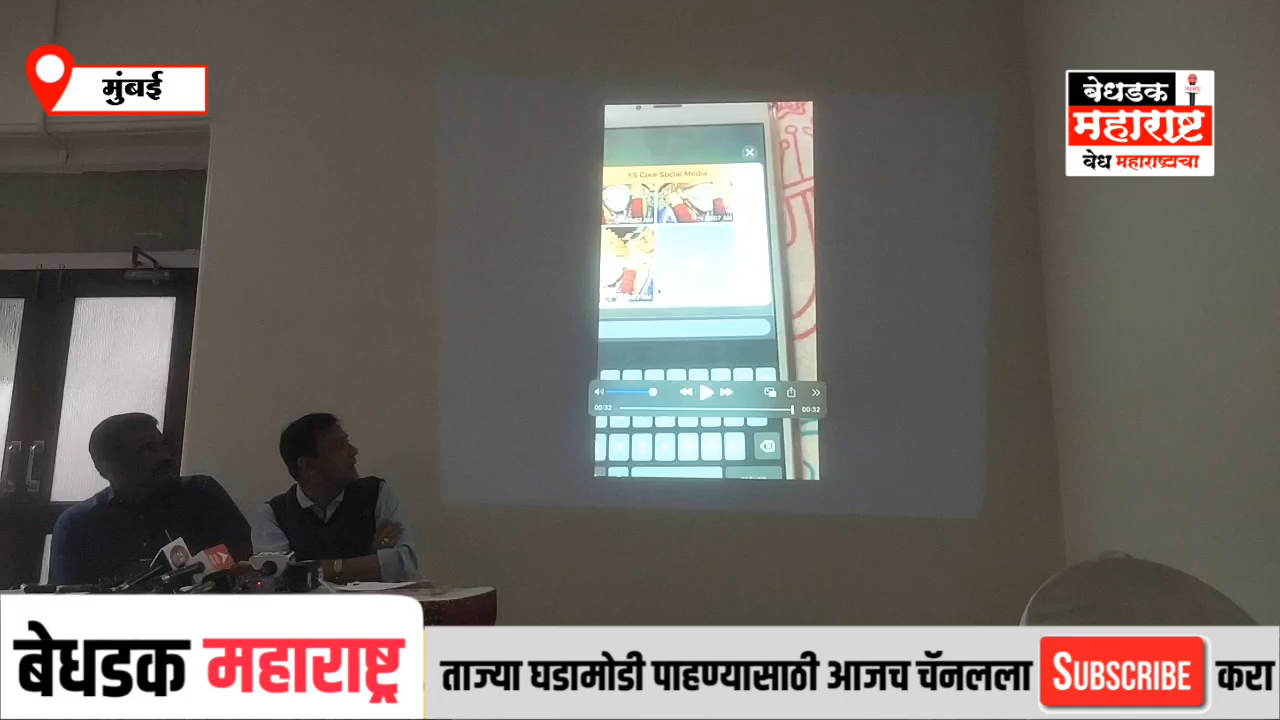 मुंबई
बेधडक
महाराष्ट्र
वेध महाराष्ट्राचा
YS Core Social Media
00:32
00:32
बेधडक महाराष्ट्र
ताज्या घडामोडी पाहण्यासाठी आजच चॅनलला SUBSCRIBE करा